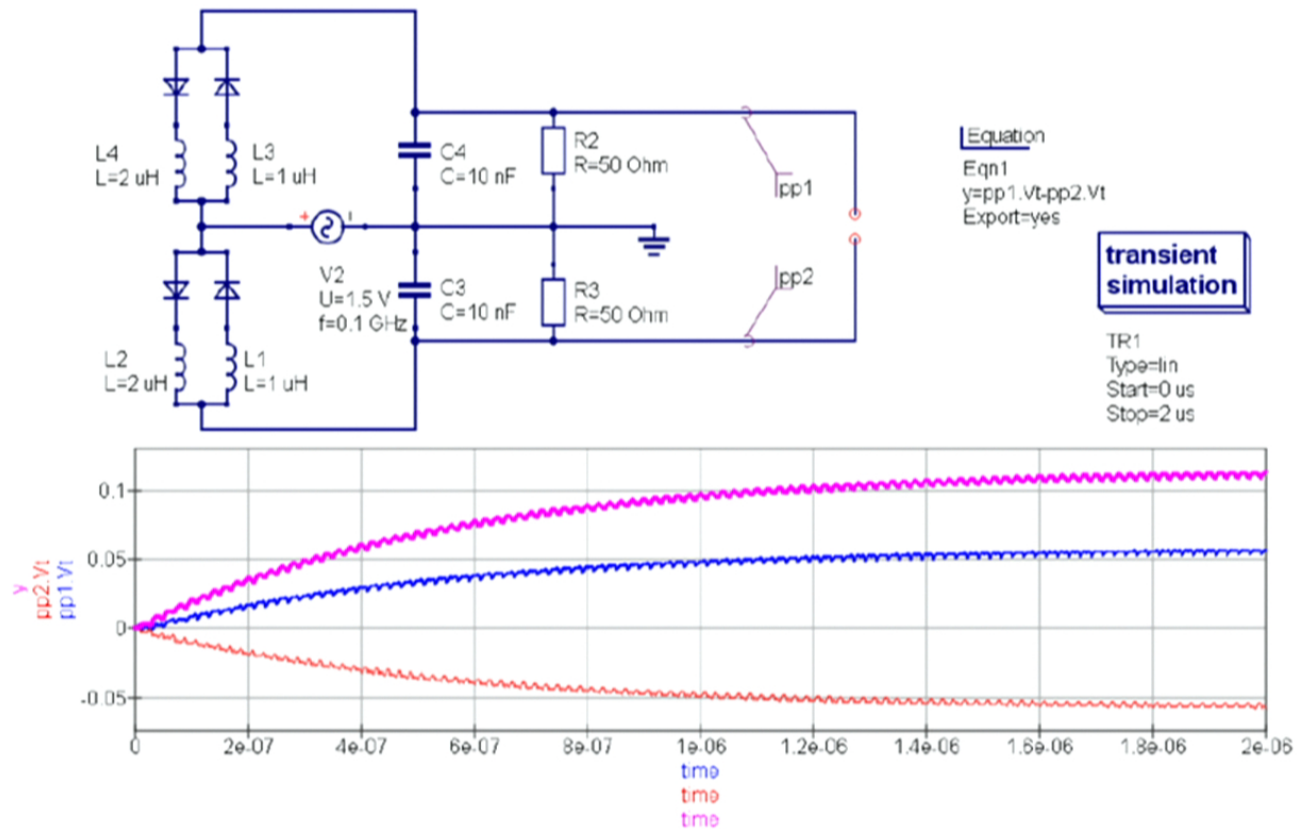 L4
L=2 uH
L3
L=1 uH
C4
C=10 nF
R2
R=50 Ohm
pp1
Equation
Eqn1
y=pp1.Vt-pp2.Vt
Export=yes
+
V2
U=1.5 V
f=0.1 GHz
C3
C=10 nF
R3
R=50 Ohm
pp2
transient
simulation
L2
L=2 uH
L1
L=1 uH
TR1
Type=lin
Start=0 us
Stop=2 us
y
pp2.Vt
pp1.Vt
0.1
0.05
0
-0.05
0 2e-07 4e-07 6e-07 8e-07 1e-06 1.2e-06 1.4e-06 1.6e-06 1.8e-06 2e-06
time
time
time